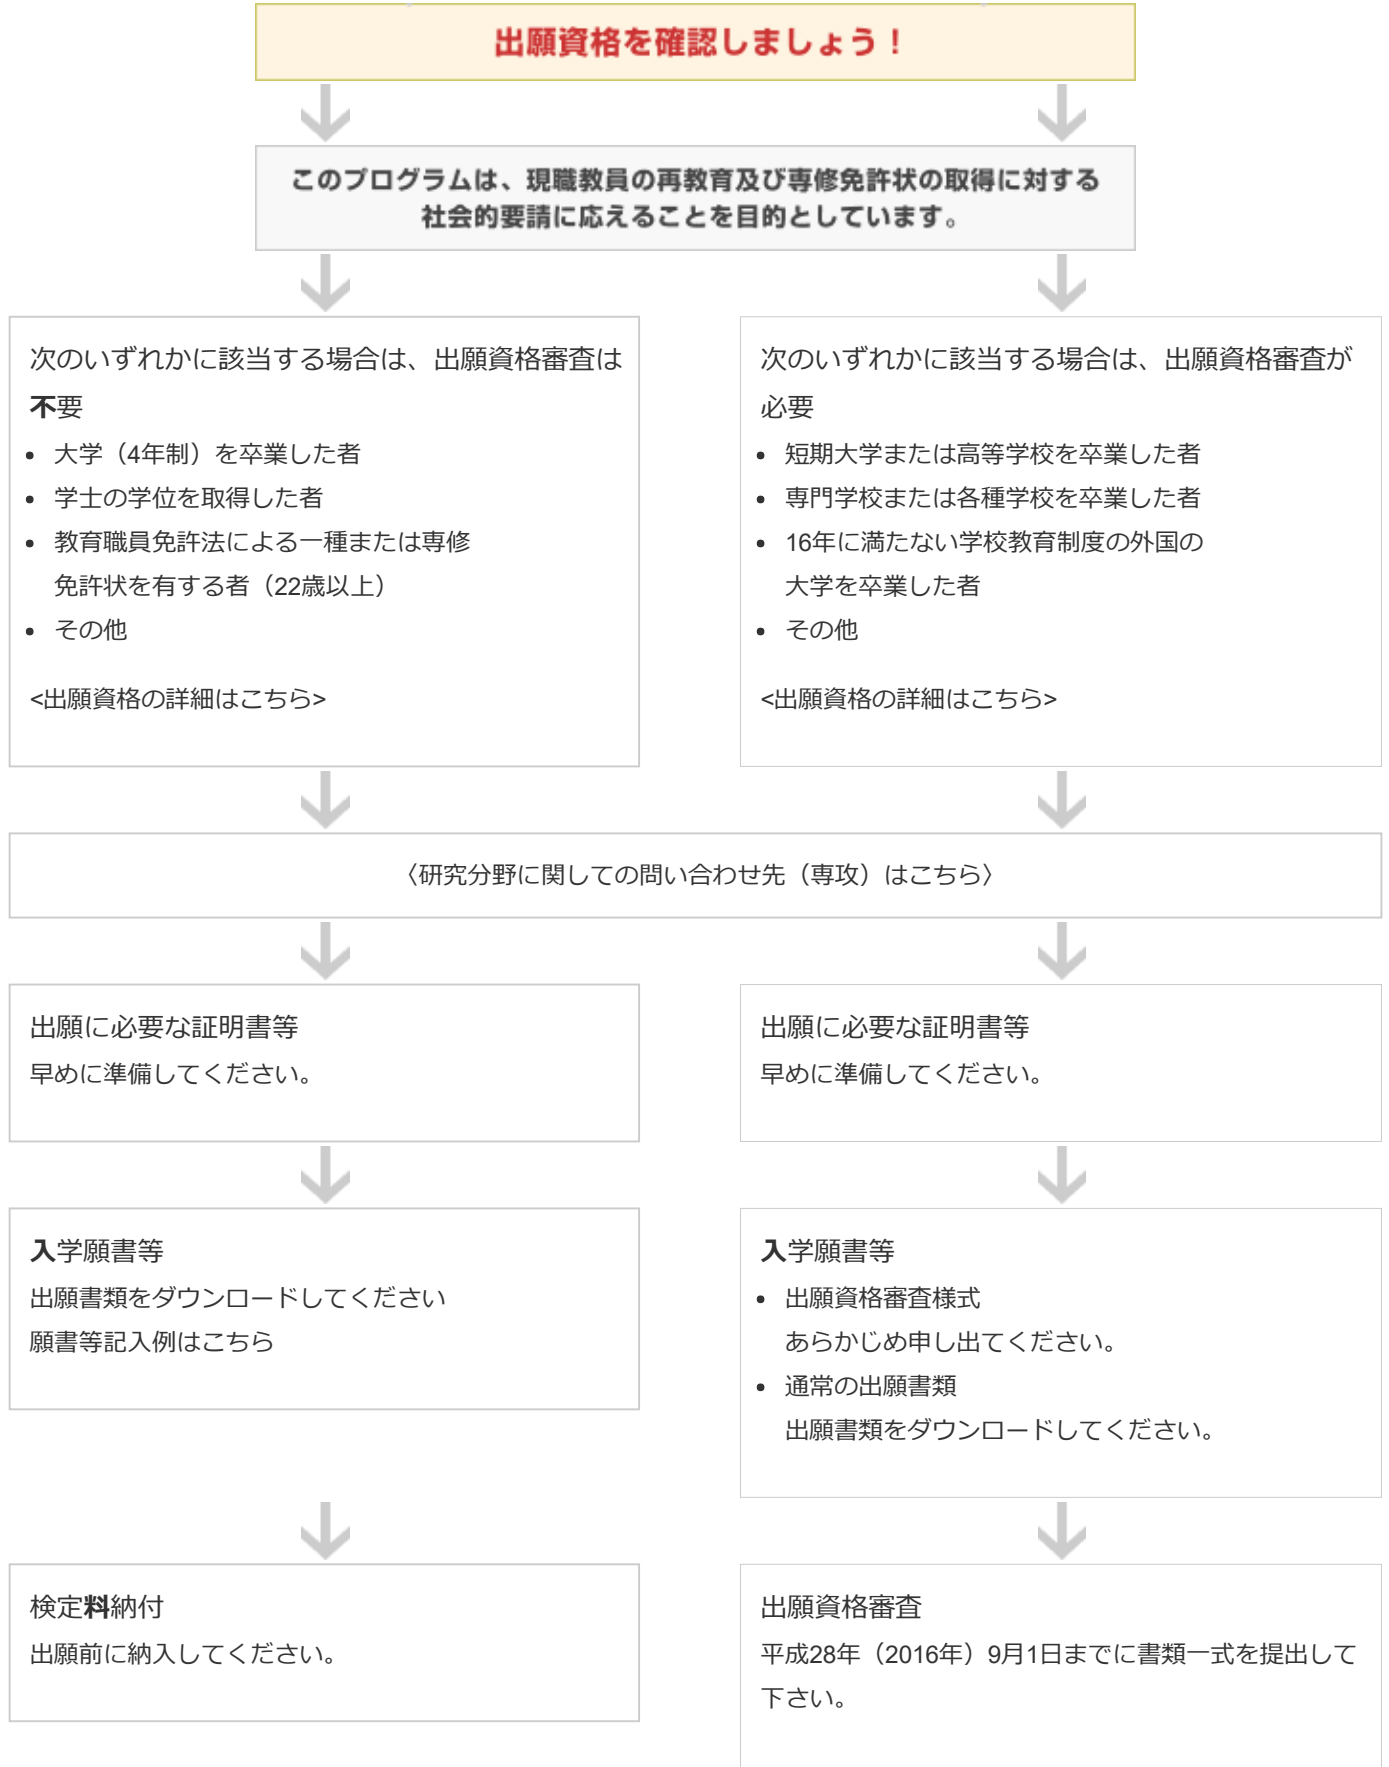 出願資格を確認しましょう！
このプログラムは、現職教員の再教育及び専修免許状の取得に対する
社会的要請に応えることを目的としています。
次のいずれかに該当する場合は、出願資格審査は
不要
• 大学（4年制）を卒業した者
• 学士の学位を取得した者
• 教育職員免許法による一種または専修
免許状を有する者（22歳以上）
• その他
<出願資格の詳細はこちら>
次のいずれかに該当する場合は、出願資格審査が
必要
• 短期大学または高等学校を卒業した者
• 専門学校または各種学校を卒業した者
• 16年に満たない学校教育制度の外国の
大学を卒業した者
• その他
<出願資格の詳細はこちら>
〈研究分野に関しての問い合わせ先（専攻）はこちら〉
出願に必要な証明書等
早めに準備してください。
出願に必要な証明書等
早めに準備してください。
入学願書等
出願書類をダウンロードしてください
願書等記入例はこちら
入学願書等
• 出願資格審査様式
あらかじめ申し出てください。
• 通常の出願書類
出願書類をダウンロードしてください。
検定料納付
出願前に納入してください。
出願資格審査
平成28年（2016年）9月1日までに書類一式を提出して
下さい。